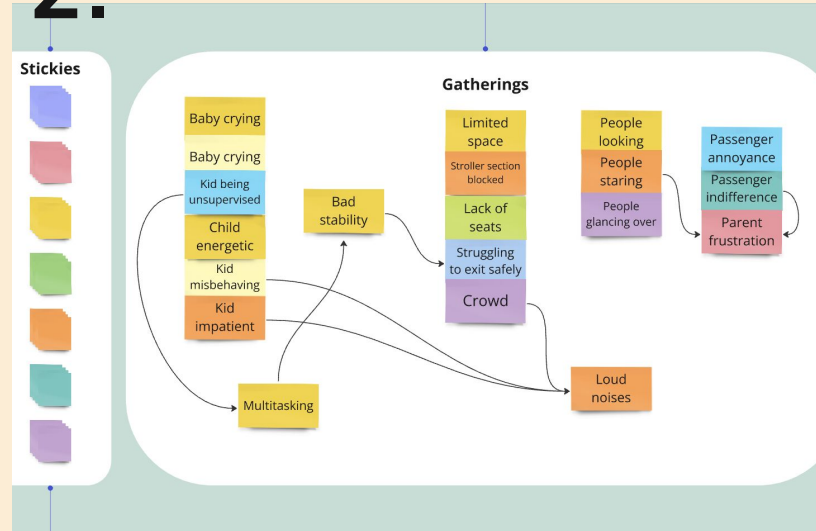 2.
Stickies
Gatherings
Baby crying
Baby crying
Kid being
unsupervised
Child
energetic
Kid
misbehaving
Kid
impatient
Bad
stability
Multitasking
Limited
space
Stroller section
blocked
Lack of
seats
Struggling
to exit safely
Crowd
People
looking
People
staring
People
glancing over
Passenger
annoyance
Passenger
indifference
Parent
frustration
Loud
noises